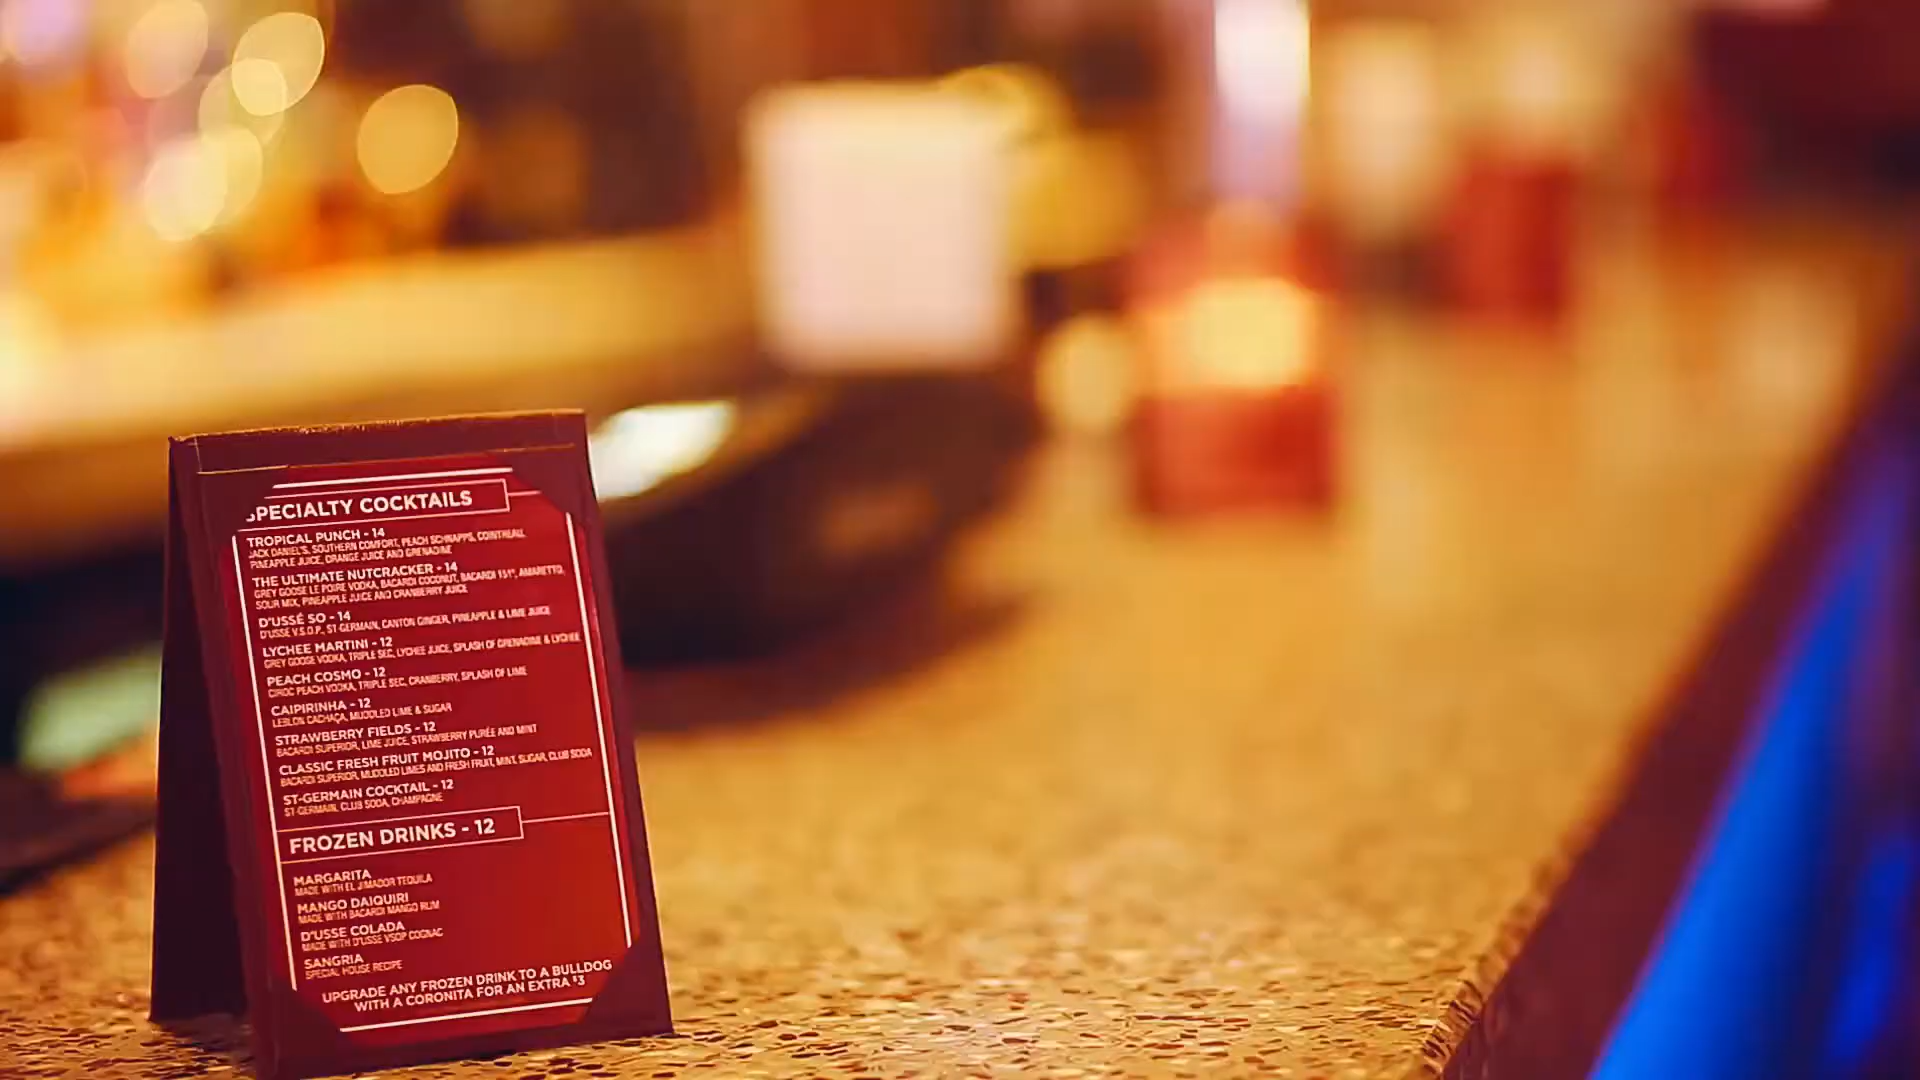 SPECIALTY COCKTAILS
TROPICAL PUNCH - 14
JACK DANIEL'S, SOUTHERN COMFORT, PEACH SCHNAPPS, COINTREAU,
PINEAPPLE JUICE, ORANGE JUICE AND GRENADINE
THE ULTIMATE NUTCRACKER - 14
GREY GOOSE LE POIRE VODKA, BACARDI COCONUT, BACARDI 151°, AMARETTO,
SOUR MIX, PINEAPPLE JUICE AND CRANBERRY JUICE
D'USSÉ SO - 14
D'USSE V.S.O.P., ST-GERMAIN, CANTON GINGER, PINEAPPLE & LIME JUICE
LYCHEE MARTINI - 12
GREY GOOSE VODKA, TRIPLE SEC, LYCHEE JUICE, SPLASH OF GRENADINE & LYCHEE
PEACH COSMO - 12
CIROC PEACH VODKA, TRIPLE SEC, CRANBERRY, SPLASH OF LIME
CAIPIRINHA - 12
LEBLON CACHAÇA, MUDDLED LIME & SUGAR
STRAWBERRY FIELDS - 12
BACARDI SUPERIOR, LIME JUICE, STRAWBERRY PURÉE AND MINT
CLASSIC FRESH FRUIT MOJITO - 12
BACARDI SUPERIOR, MUDDLED LIMES AND FRESH FRUIT, MINT, SUGAR, CLUB SODA
ST-GERMAIN COCKTAIL - 12
ST-GERMAIN, CLUB SODA, CHAMPAGNE
FROZEN DRINKS - 12
MARGARITA
MADE WITH EL JIMADOR TEQUILA
MANGO DAIQUIRI
MADE WITH BACARDI MANGO RUM
D'USSE COLADA
MADE WITH D'USSE VSOP COGNAC
SANGRIA
SPECIAL HOUSE RECIPE
UPGRADE ANY FROZEN DRINK TO A BULLDOG
WITH A CORONITA FOR AN EXTRA $3